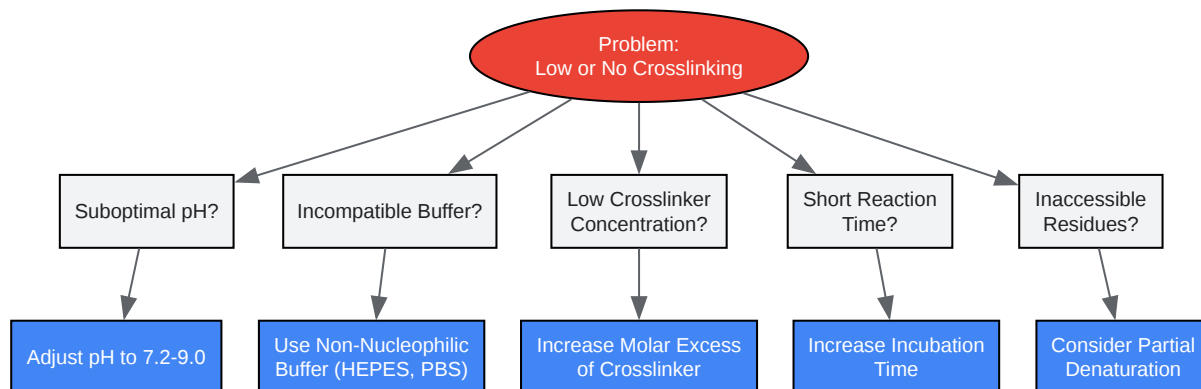 Problem:
Low or No Crosslinking
Suboptimal pH?
Incompatible Buffer?
Low Crosslinker
Concentration?
Short Reaction
Time?
Inaccessible
Residues?
Adjust pH to 7.2-9.0
Use Non-Nucleophilic
Buffer (HEPES, PBS)
Increase Molar Excess
of Crosslinker
Increase Incubation
Time
Consider Partial
Denaturation